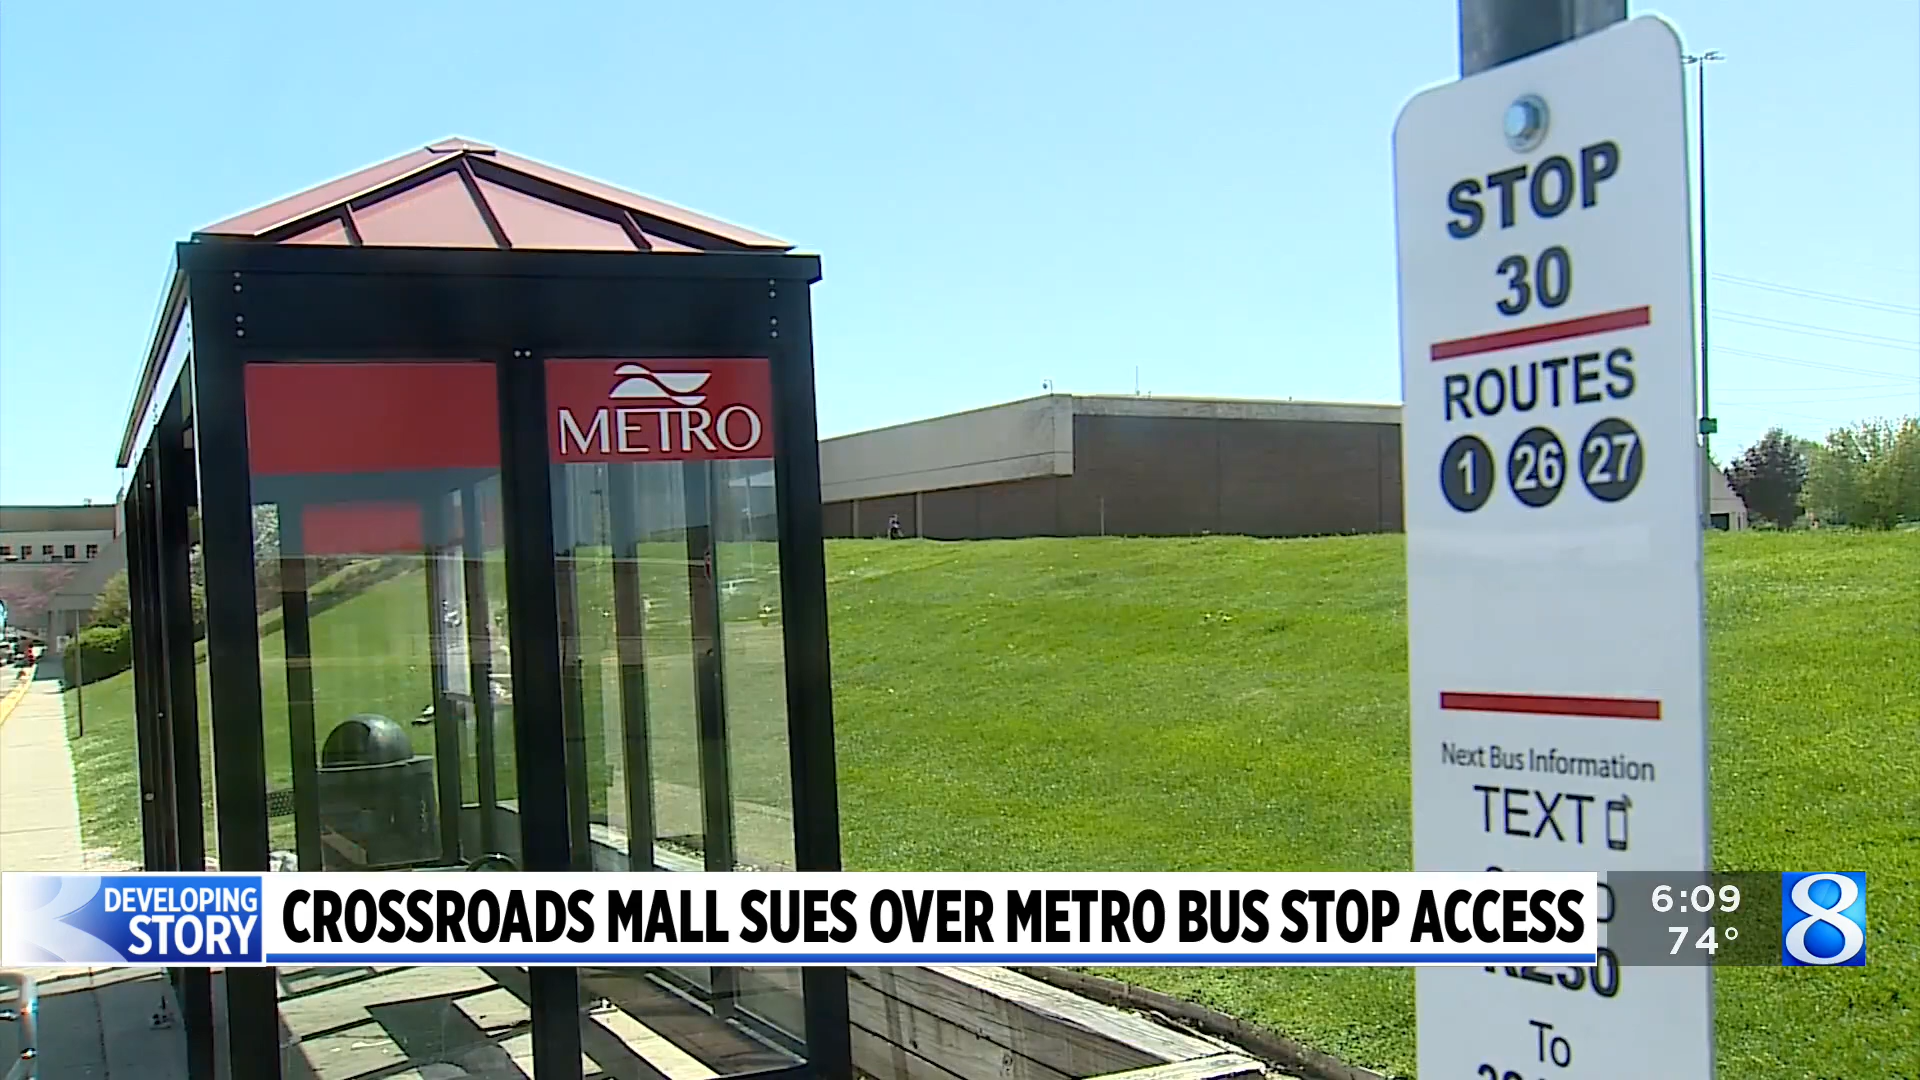 METRO
STOP
30
ROUTES
1 26 27
Next Bus Information
TEXT
To
DEVELOPING
STORY
CROSSROADS MALL SUES OVER METRO BUS STOP ACCESS
6:09
74°
8